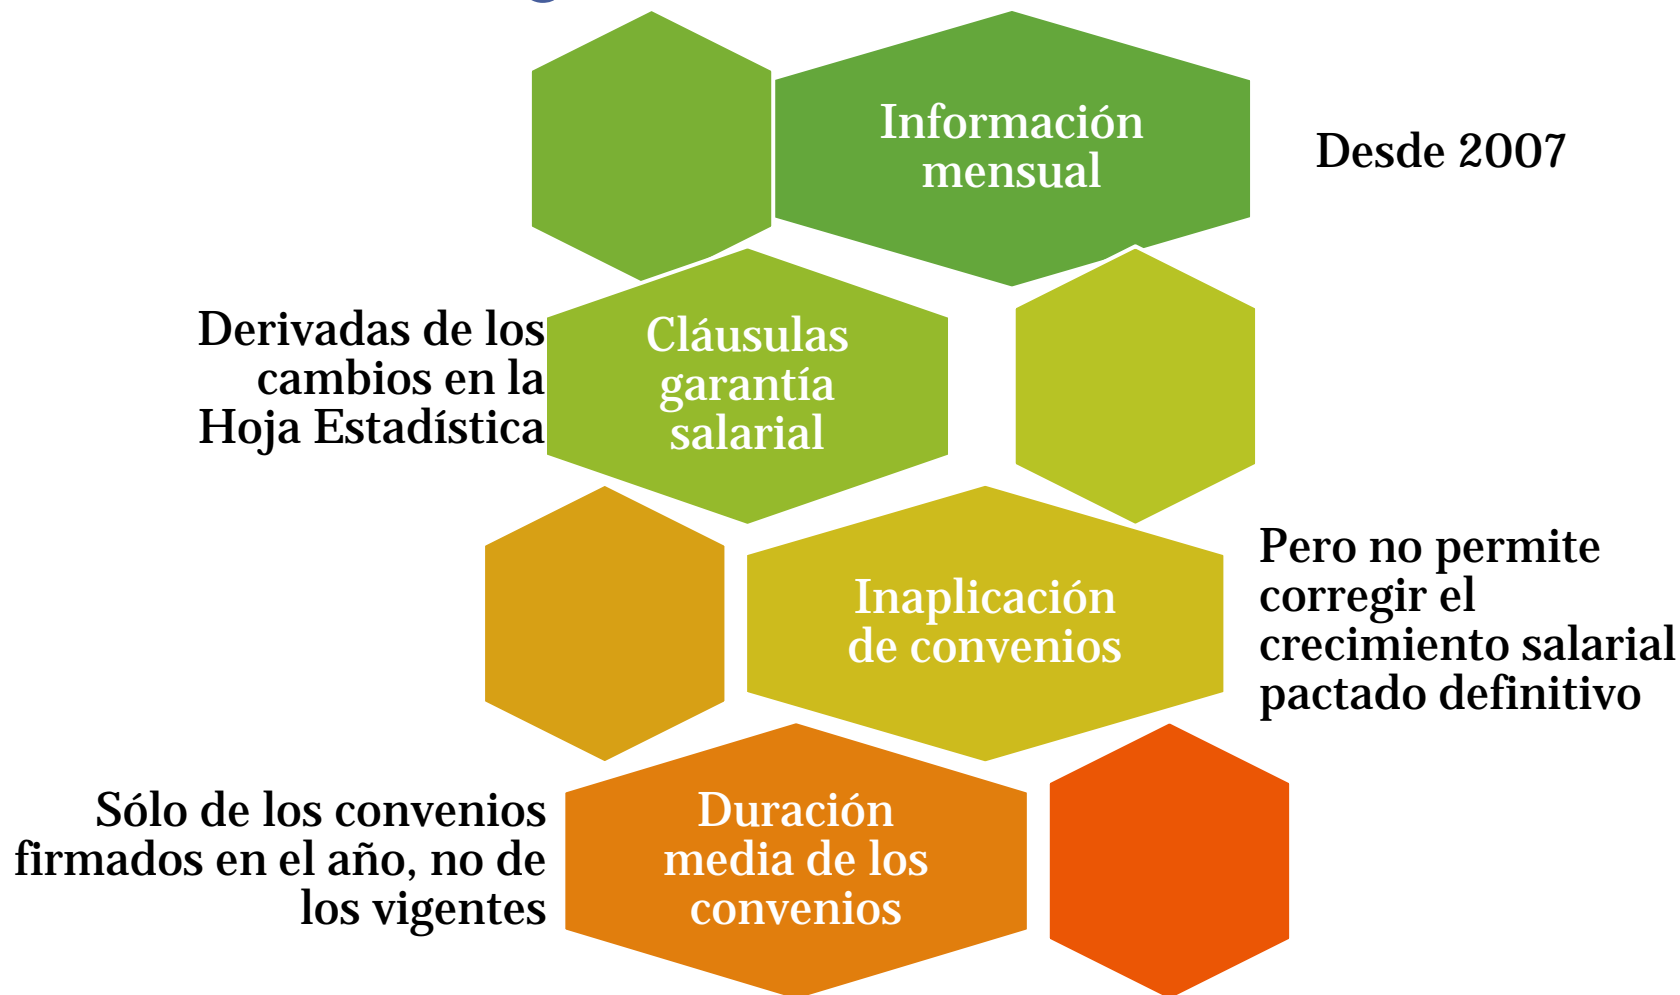 Información
mensual
Desde 2007
Derivadas de los
cambios en la
Hoja Estadística
Cláusulas
garantía
salarial
Inaplicación
de convenios
Pero no permite
corregir el
crecimiento salarial
pactado definitivo
Sólo de los convenios
firmados en el año, no de
los vigentes
Duración
media de los
convenios